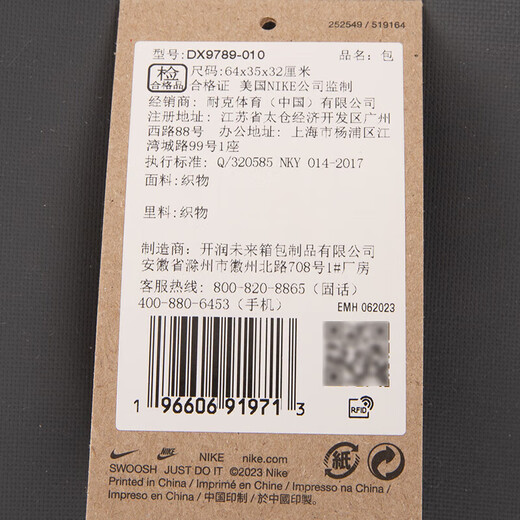 252549 / 519164
型号: DX9789-010 品名: 包
检 合格品 尺码: 64x35x32厘米
合格证 美国NIKE公司监制
经销商: 耐克体育（中国）有限公司
注册地址: 江苏省太仓经济开发区广州
西路88号 办公地址: 上海市杨浦区江
湾城路99号1座
执行标准: Q/320585 NKY 014-2017
面料: 织物
里料: 织物
制造商: 开润未来箱包制品有限公司
安徽省滁州市徽州北路708号1#厂房
客服热线: 800-820-8865 (固话)
400-880-6453 (手机)
EMH 062023
1 96606 91971 3
RFID
NIKE nike.com
SWOOSH JUST DO IT ©2023 Nike
Printed in China / Imprimé en Chine / Impresso na China /
Impreso en China / 中国印制 / 於中國印製。
紙